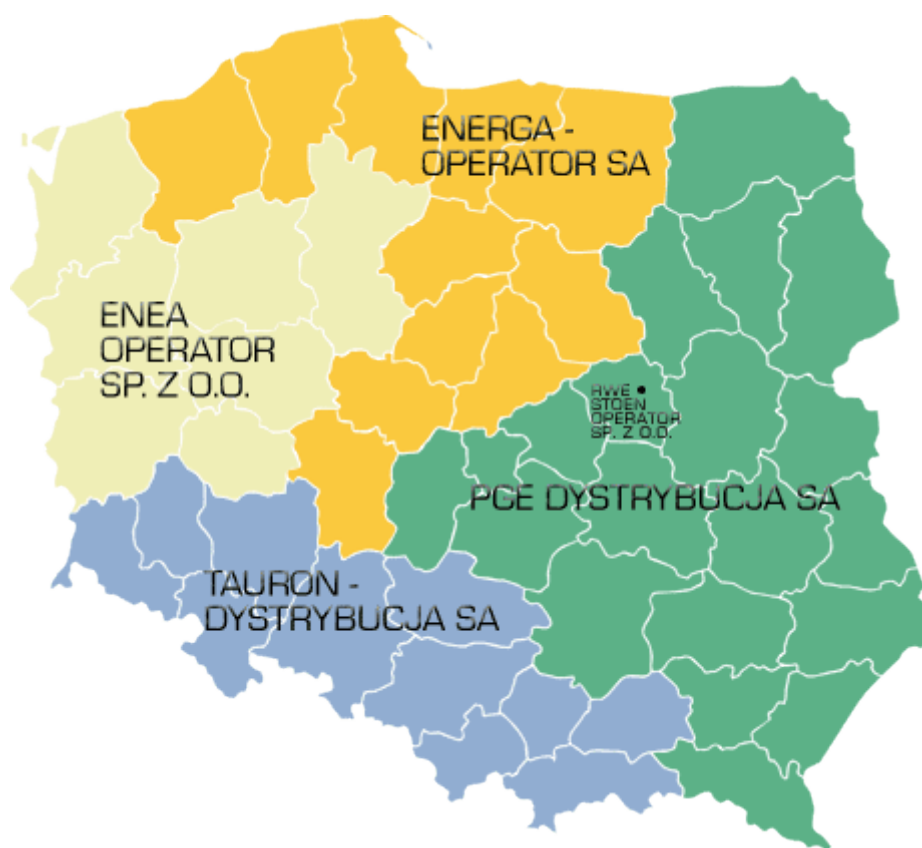 ENERGA -
OPERATOR SA
ENEA
OPERATOR
SP. Z O.O.
RWE
STOEN
OPERATOR
SP. Z O.O.
PGE DYSTRYBUCJA SA
TAURON -
DYSTRYBUCJA SA